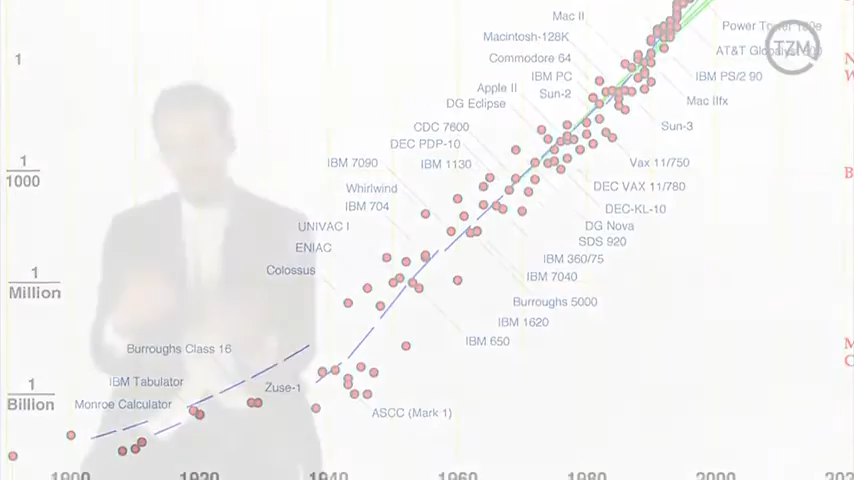 Mac II
Power Tower 180e
Macintosh-128K
TZM
AT&T Globalyst 600
1
Commodore 64
IBM PC
IBM PS/2 90
Apple II
Sun-2
Mac IIfx
DG Eclipse
CDC 7600
Sun-3
DEC PDP-10
IBM 7090
IBM 1130
Vax 11/750
1
1000
Whirlwind
DEC VAX 11/780
IBM 704
DEC-KL-10
UNIVAC I
DG Nova
ENIAC
SDS 920
Colossus
IBM 360/75
IBM 7040
1
Million
Burroughs 5000
IBM 1620
IBM 650
Burroughs Class 16
IBM Tabulator
Zuse-1
1
Billion
Monroe Calculator
ASCC (Mark 1)
1900
1920
1940
1960
1980
2000